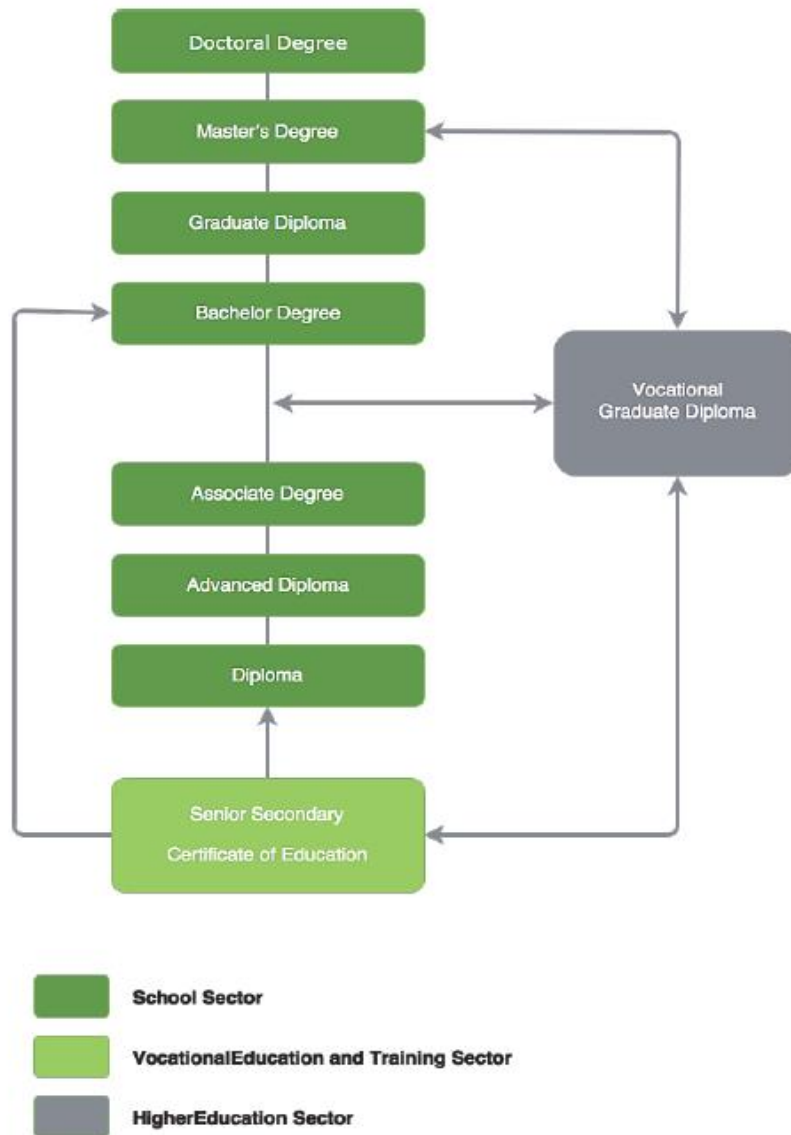 Doctoral Degree
Master's Degree
Graduate Diploma
Bachelor Degree
Vocational
Graduate Diploma
Associate Degree
Advanced Diploma
Diploma
Senior Secondary
Certificate of Education
School Sector
VocationalEducation and Training Sector
HigherEducation Sector